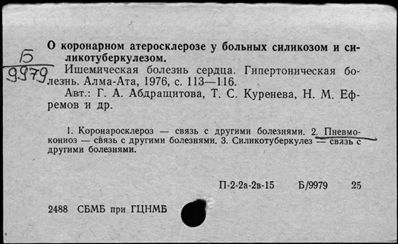 Б
9979
О коронарном атеросклерозе у больных силикозом и си-
ликотуберкулезом.
Ишемическая болезнь сердца. Гипертоническая бо-
лезнь. Алма-Ата, 1976, с. 113—116.
Авт.: Г. А. Абдращитова, Т. С. Куренева, Н. М. Еф-
ремов и др.
1. Коронаросклероз — связь с другими болезнями. 2. Пневмо-
кониоз — связь с другими болезнями. 3. Силикотуберкулез — связь с
другими болезнями.
П-2-2а-2в-15 Б/9979 25
2488 СБМБ при ГЦНМБ